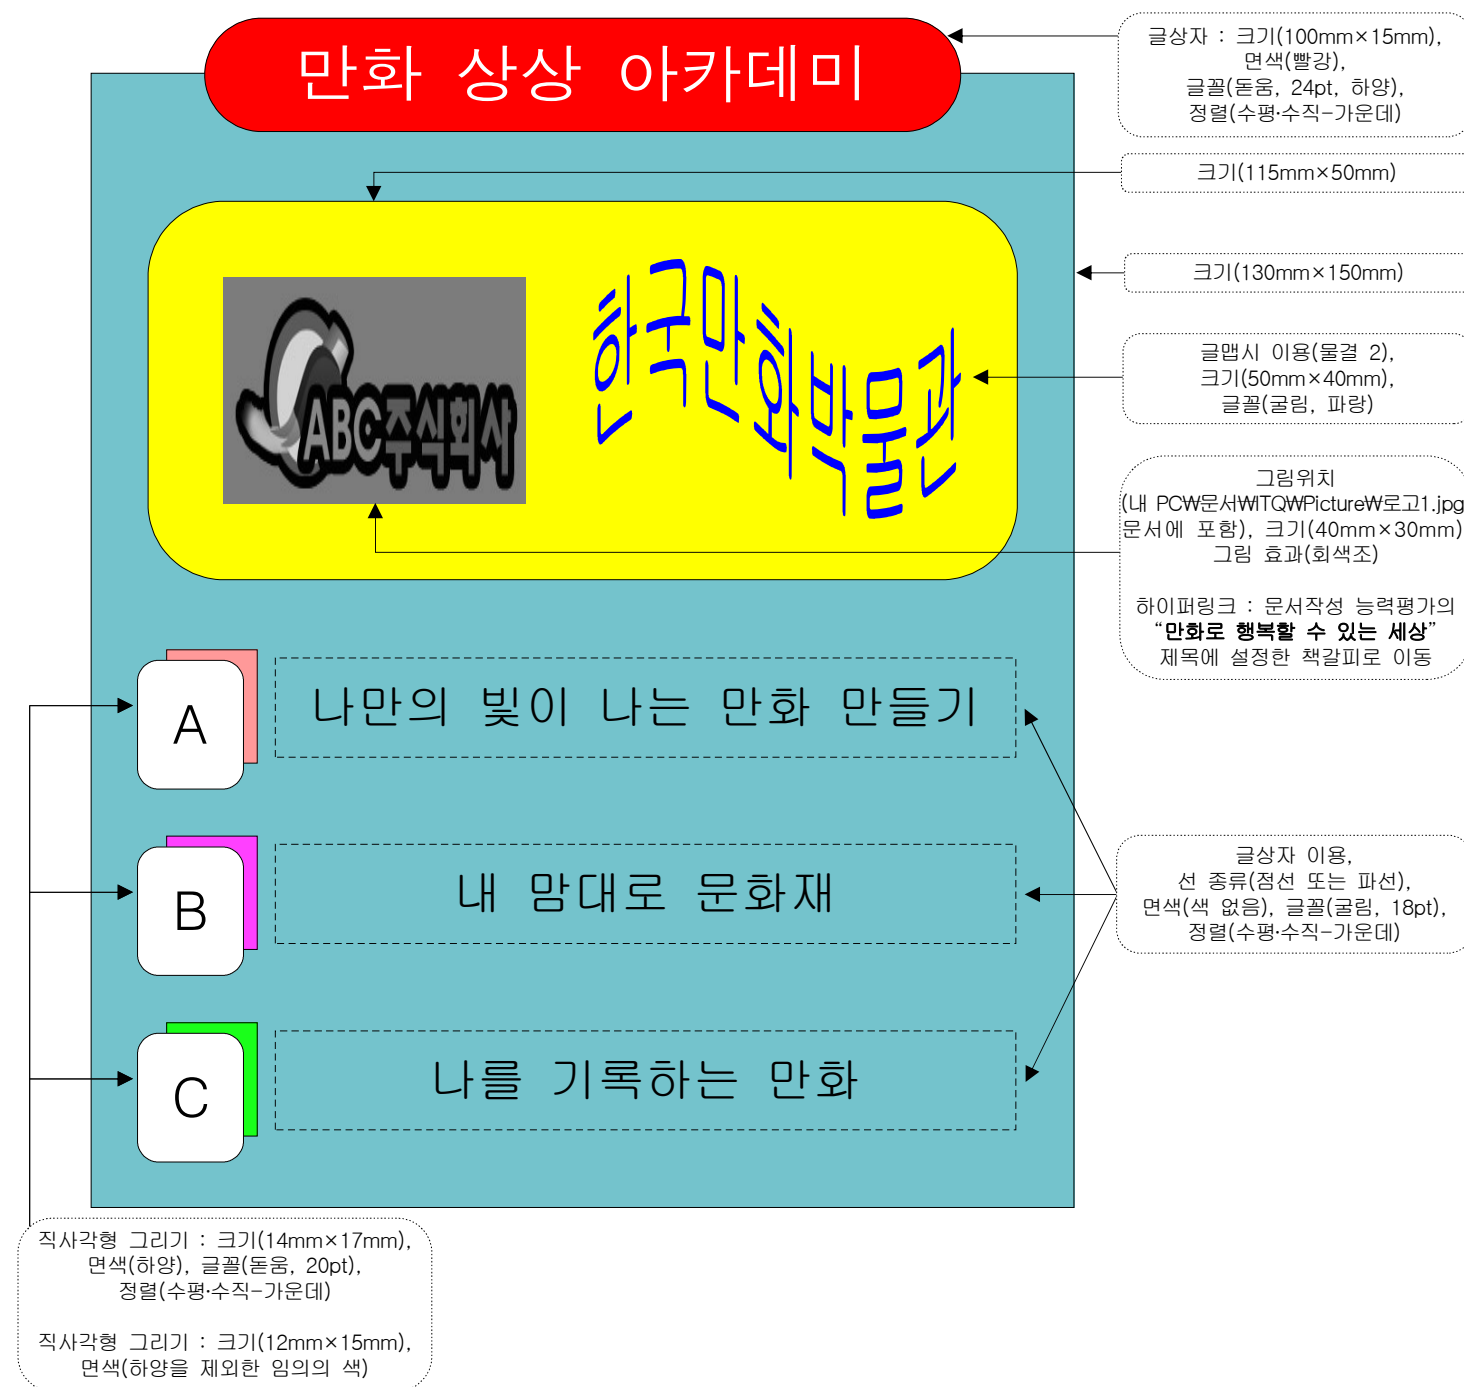 만화 상상 아카데미
글상자 : 크기(100mm×15mm),
면색(빨강),
글꼴(돋움, 24pt, 하양),
정렬(수평·수직-가운데)
크기(115mm×50mm)
크기(130mm×150mm)
ABC주식회사
한국만화박물관
글맵시 이용(물결 2),
크기(50mm×40mm),
글꼴(굴림, 파랑)
그림위치
(내 PC₩문서₩ITQ₩Picture₩로고1.jpg
문서에 포함), 크기(40mm×30mm)
그림 효과(회색조)
하이퍼링크 : 문서작성 능력평가의
“만화로 행복할 수 있는 세상”
제목에 설정한 책갈피로 이동
A
나만의 빛이 나는 만화 만들기
B
내 맘대로 문화재
글상자 이용,
선 종류(점선 또는 파선),
면색(색 없음), 글꼴(굴림, 18pt),
정렬(수평·수직-가운데)
C
나를 기록하는 만화
직사각형 그리기 : 크기(14mm×17mm),
면색(하양), 글꼴(돋움, 20pt),
정렬(수평·수직-가운데)
직사각형 그리기 : 크기(12mm×15mm),
면색(하양을 제외한 임의의 색)